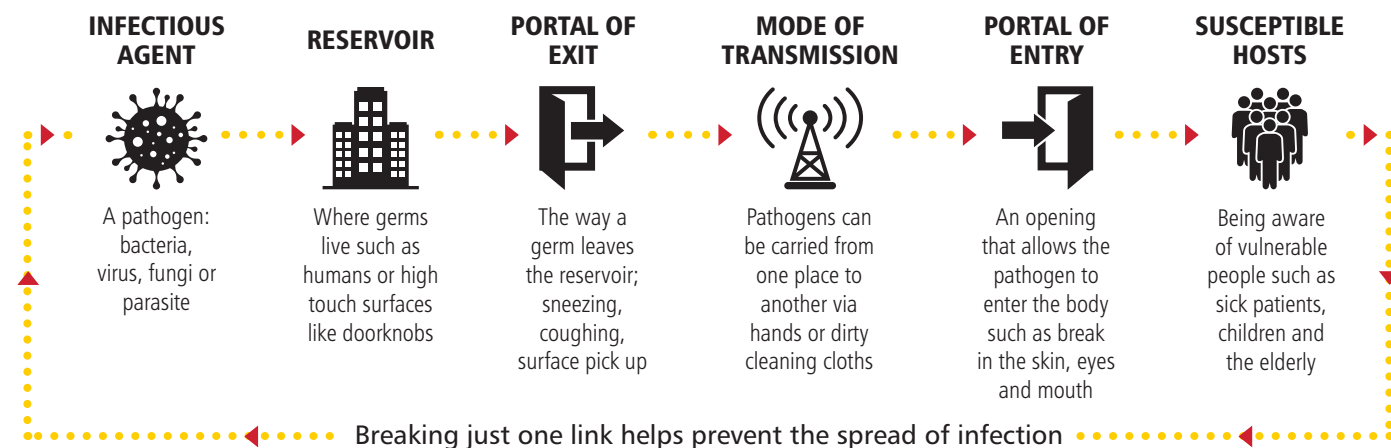 INFECTIOUS
AGENT
A pathogen:
bacteria,
virus, fungi or
parasite
RESERVOIR
Where germs
live such as
humans or high
touch surfaces
like doorknobs
PORTAL OF
EXIT
The way a
germ leaves
the reservoir;
sneezing,
coughing,
surface pick up
MODE OF
TRANSMISSION
Pathogens can
be carried from
one place to
another via
hands or dirty
cleaning cloths
PORTAL OF
ENTRY
An opening
that allows the
pathogen to
enter the body
such as break
in the skin, eyes
and mouth
SUSCEPTIBLE
HOSTS
Being aware
of vulnerable
people such as
sick patients,
children and
the elderly
Breaking just one link helps prevent the spread of infection